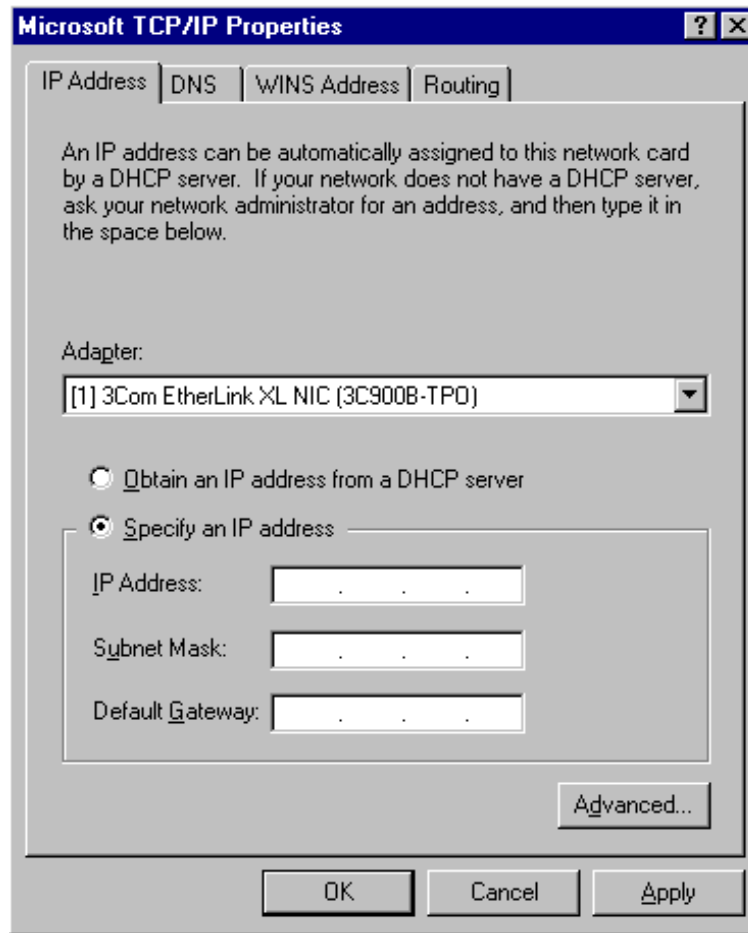 Microsoft TCP/IP Properties
IP Address DNS WINS Address Routing
An IP address can be automatically assigned to this network card
by a DHCP server. If your network does not have a DHCP server,
ask your network administrator for an address, and then type it in
the space below.
Adapter:
[1] 3Com EtherLink XL NIC (3C900B-TPO)
Obtain an IP address from a DHCP server
Specify an IP address
IP Address: . . .
Subnet Mask: . . .
Default Gateway: . . .
Advanced...
OK Cancel Apply